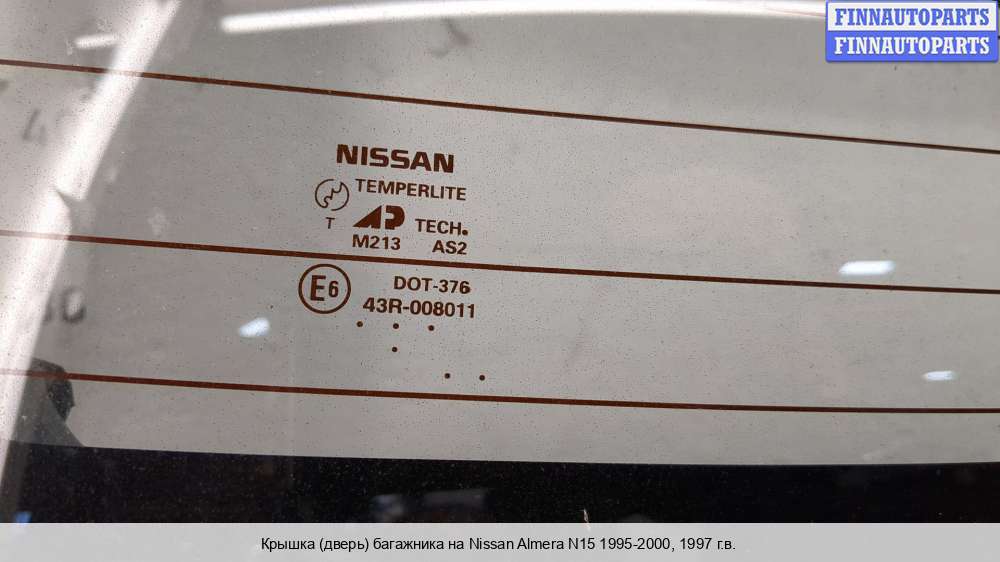 FINNAUTOPARTS
FINNAUTOPARTS
NISSAN
TEMPERLITE
T AP TECH.
M213 AS2
E6 DOT-376
43R-008011
Крышка (дверь) багажника на Nissan Almera N15 1995-2000, 1997 г.в.